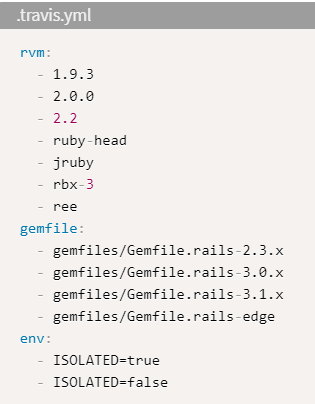 .travis.yml
rvm:
  - 1.9.3
  - 2.0.0
  - 2.2
  - ruby-head
  - jruby
  - rbx-3
  - ree
gemfile:
  - gemfiles/Gemfile.rails-2.3.x
  - gemfiles/Gemfile.rails-3.0.x
  - gemfiles/Gemfile.rails-3.1.x
  - gemfiles/Gemfile.rails-edge
env:
  - ISOLATED=true
  - ISOLATED=false